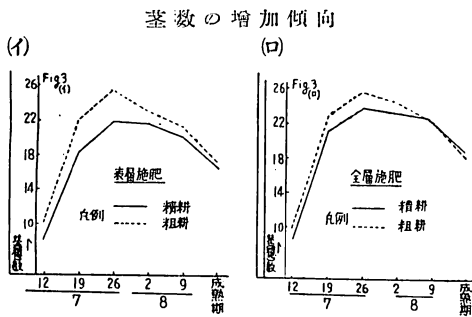 茎数の増加傾向
(イ)
Fig3
(イ)
26
22
18
14
10
茎数
表層施肥
凡例
精耕
粗耕
12 19 26 2 9 成熟期
7 8
(ロ)
Fig.3
(ロ)
26
22
18
14
10
茎数
全層施肥
凡例
精耕
粗耕
12 19 26 2 9 成熟期
7 8